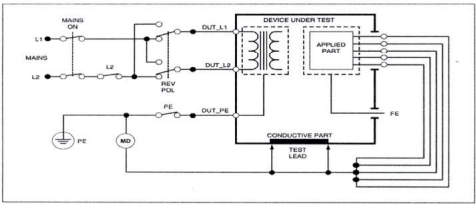 MAINS
ON
DEVICE UNDER TEST
L1
DUT_L1
MAINS
APPLIED
PART
L2
L2
DUT_L2
REV
POL
PE
DUT_PE
FE
PE
MD
CONDUCTIVE PART
TEST
LEAD